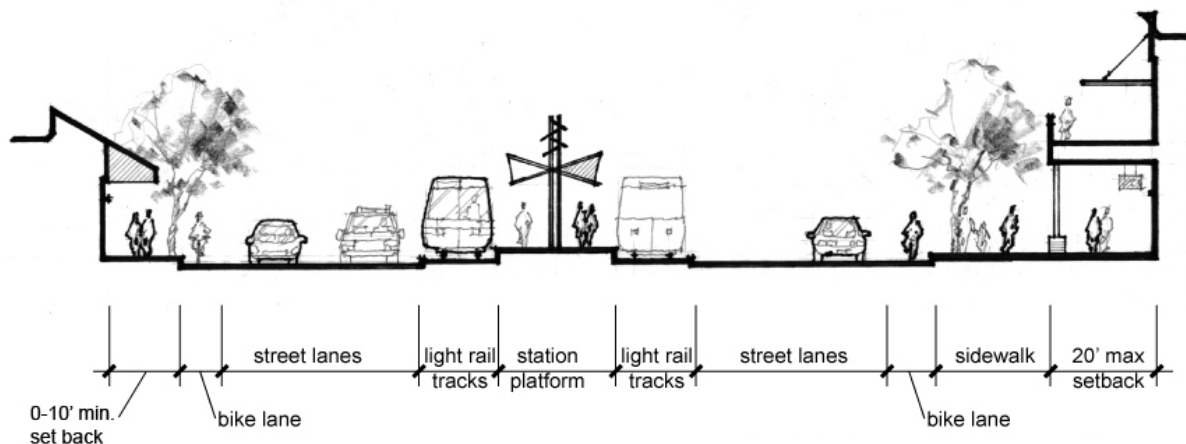 street lanes
light rail
tracks
station
platform
light rail
tracks
street lanes
sidewalk
20' max
setback
0-10' min.
set back
bike lane
bike lane